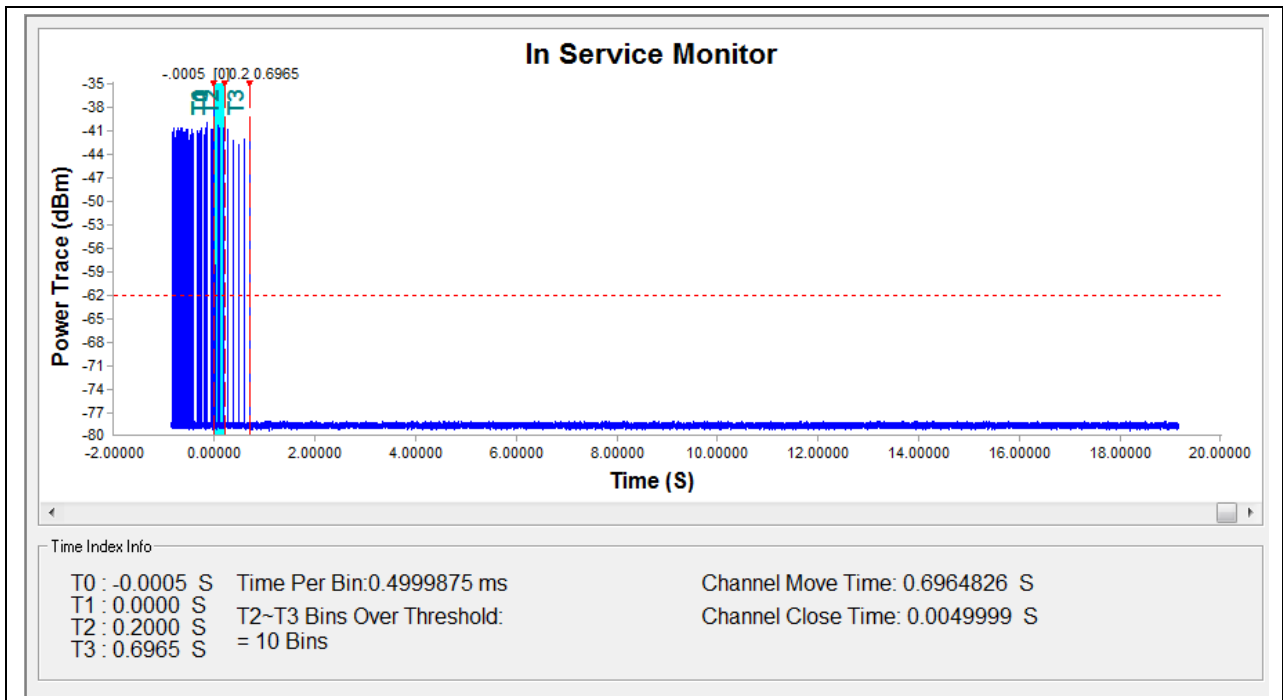 In Service Monitor
-.0005 [0]0.2 0.6965
T0 T2 T3
-35
-38
-41
-44
-47
-50
-53
-56
-59
-62
-65
-68
-71
-74
-77
-80
Power Trace (dBm)
-2.00000 0.00000 2.00000 4.00000 6.00000 8.00000 10.00000 12.00000 14.00000 16.00000 18.00000 20.00000
Time (S)
Time Index Info
T0 : -0.0005 S Time Per Bin:0.4999875 ms Channel Move Time: 0.6964826 S
T1 : 0.0000 S
T2~T3 Bins Over Threshold: Channel Close Time: 0.0049999 S
T2 : 0.2000 S
= 10 Bins
T3 : 0.6965 S